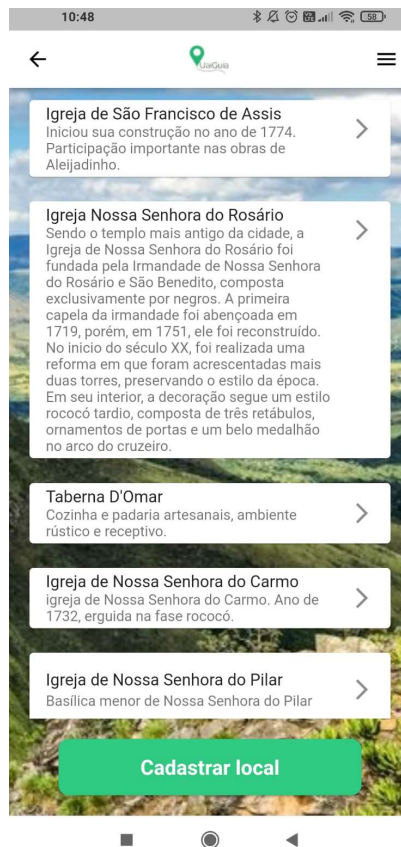 10:48
58
UaiGuia
Igreja de São Francisco de Assis
Iniciou sua construção no ano de 1774.
Participação importante nas obras de
Aleijadinho.
Igreja Nossa Senhora do Rosário
Sendo o templo mais antigo da cidade, a
Igreja de Nossa Senhora do Rosário foi
fundada pela Irmandade de Nossa Senhora
do Rosário e São Benedito, composta
exclusivamente por negros. A primeira
capela da irmandade foi abençoada em
1719, porém, em 1751, ele foi reconstruído.
No inicio do século XX, foi realizada uma
reforma em que foram acrescentadas mais
duas torres, preservando o estilo da época.
Em seu interior, a decoração segue um estilo
rococó tardio, composta de três retábulos,
ornamentos de portas e um belo medalhão
no arco do cruzeiro.
Taberna D'Omar
Cozinha e padaria artesanais, ambiente
rústico e receptivo.
Igreja de Nossa Senhora do Carmo
igreja de Nossa Senhora do Carmo. Ano de
1732, erguida na fase rococó.
Igreja de Nossa Senhora do Pilar
Basílica menor de Nossa Senhora do Pilar
Cadastrar local